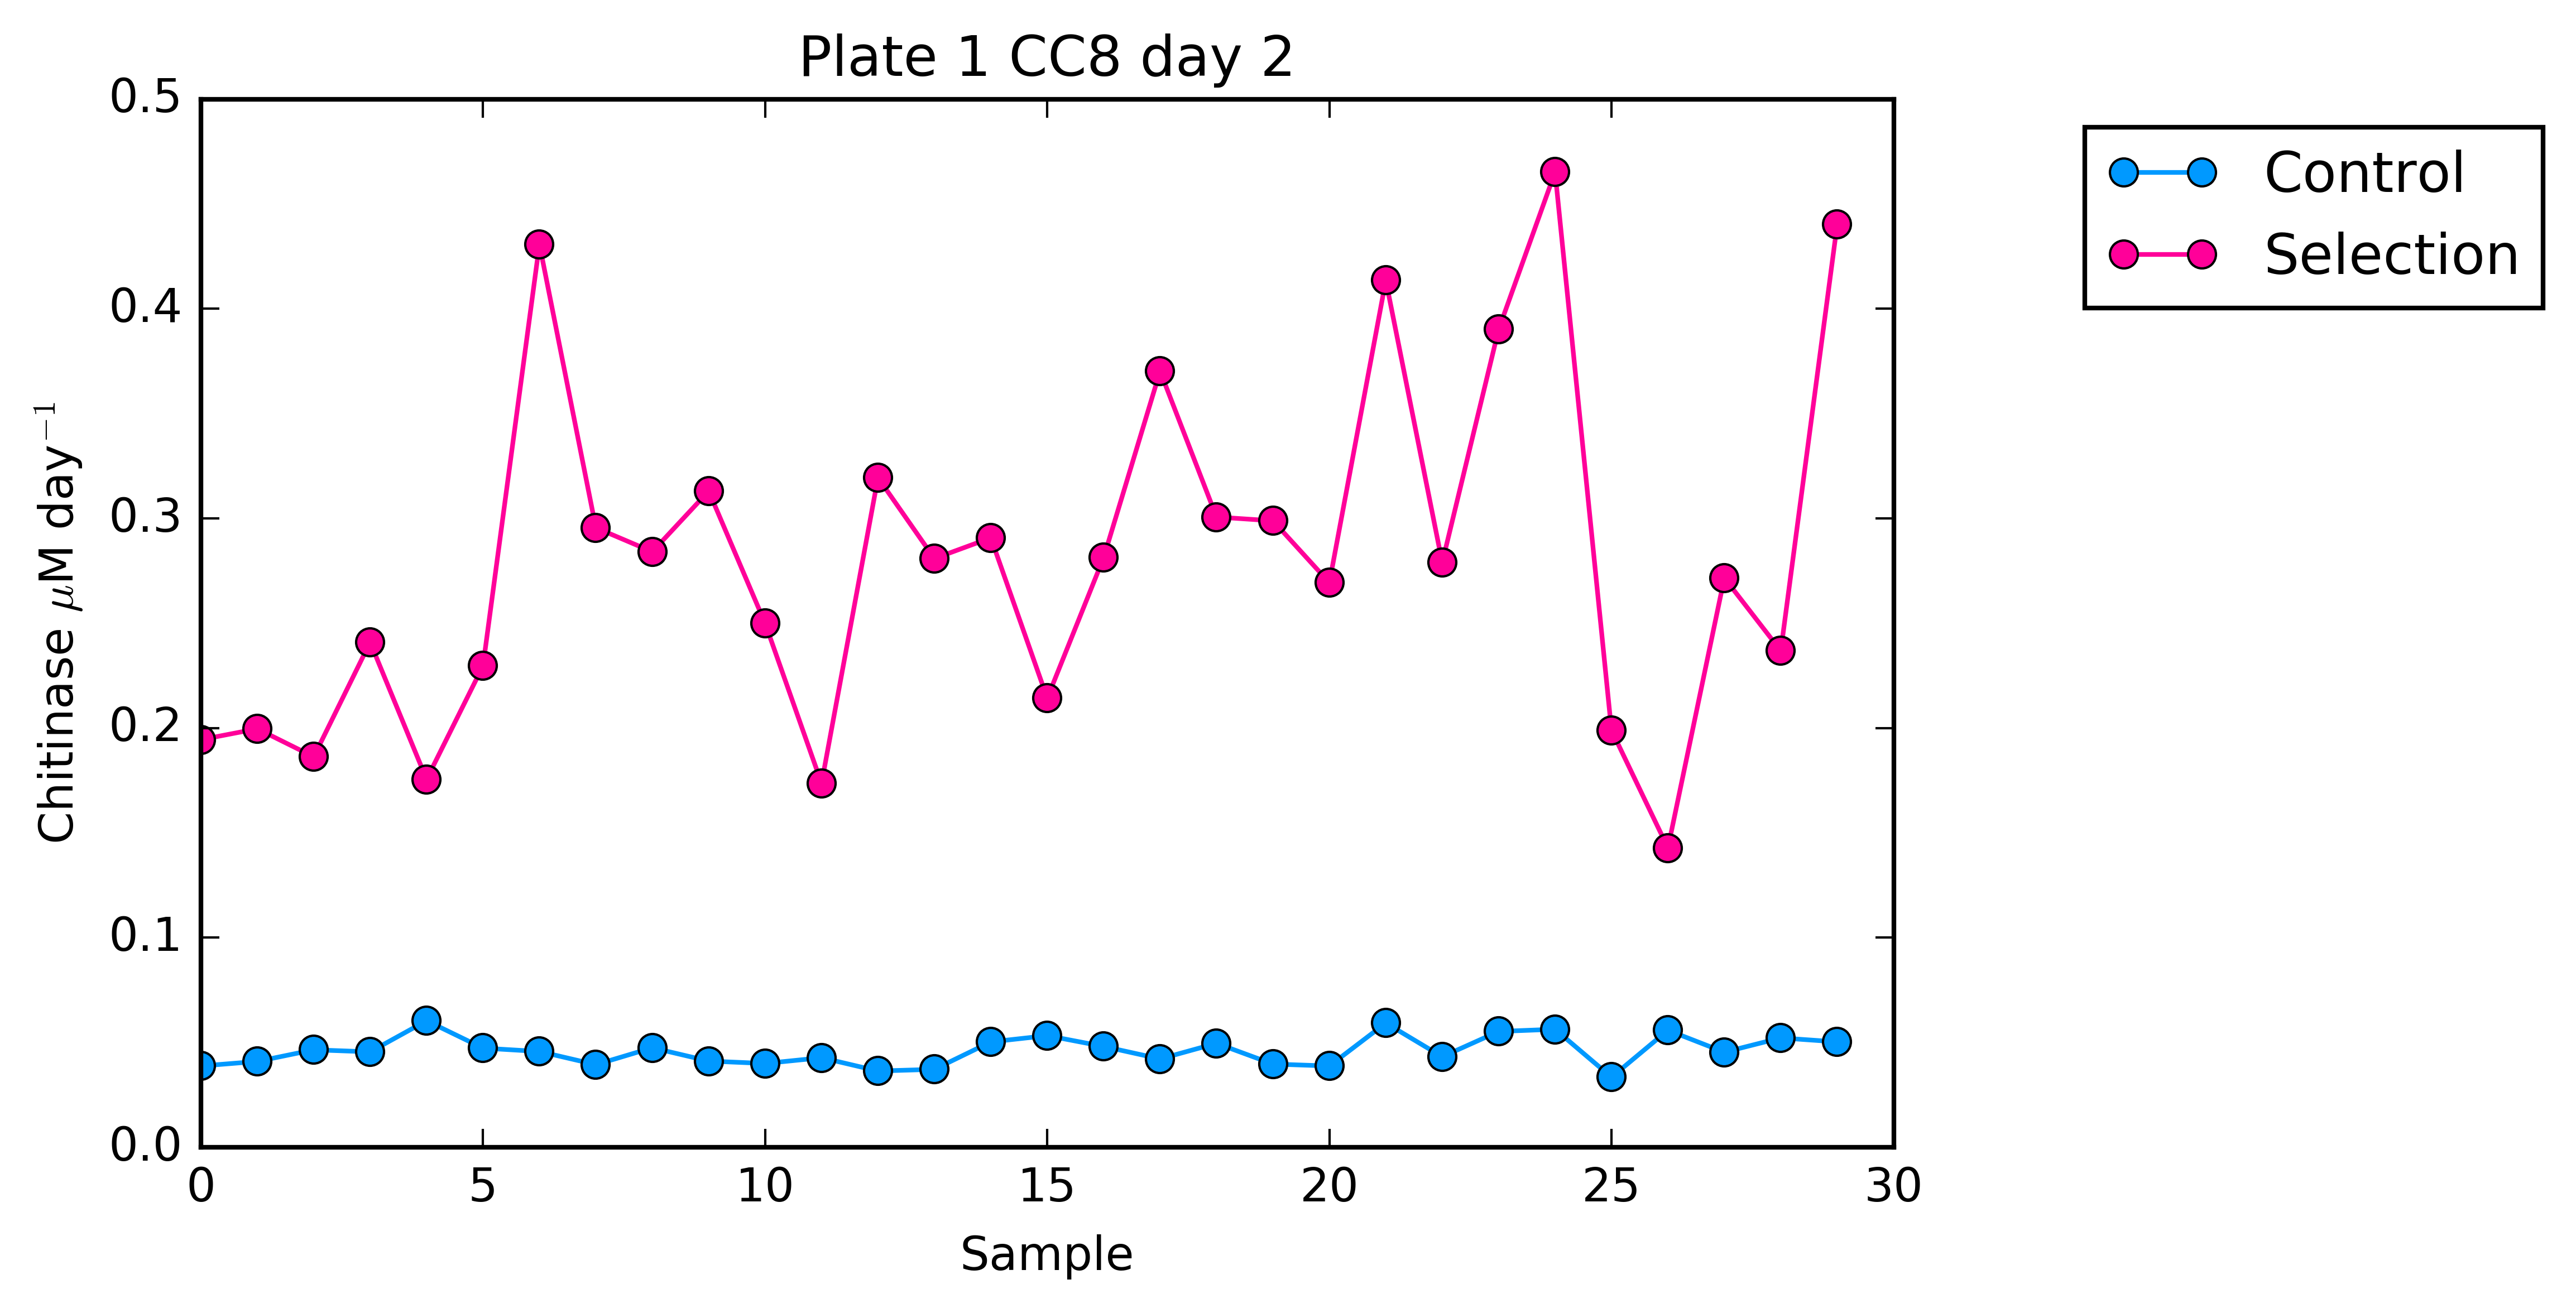 Plate 1 CC8 day 2
0.5
0.4
0.3
0.2
0.1
0.0
Chitinase μM day⁻¹
0 5 10 15 20 25 30
Sample
Control
Selection